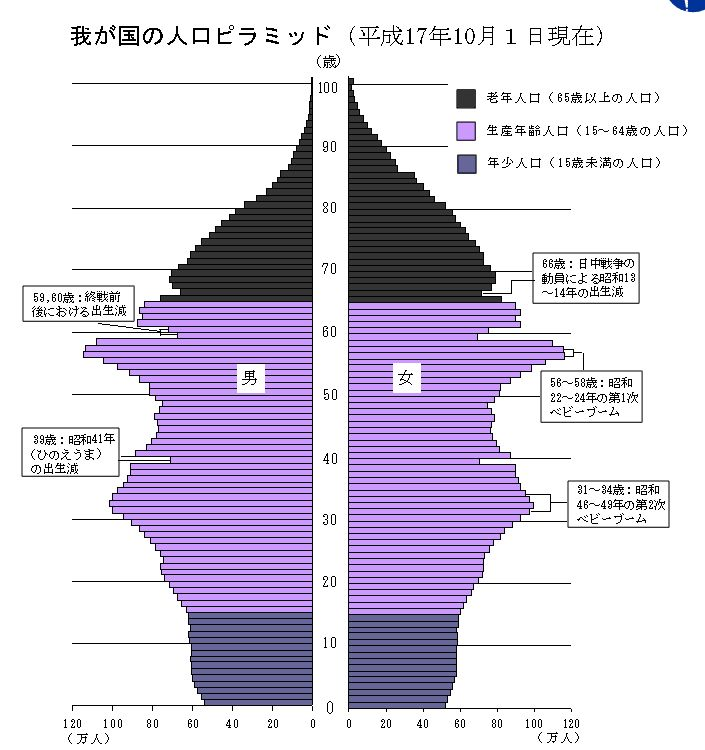 我が国の人口ピラミッド（平成17年10月1日現在）
（歳）
100
90
80
70
60
50
40
30
20
10
0
老年人口（65歳以上の人口）
生産年齢人口（15～64歳の人口）
年少人口（15歳未満の人口）
59,60歳：終戦前
後における出生減
66歳：日中戦争の
動員による昭和13
～14年の出生減
男
女
56～58歳：昭和
22～24年の第1次
ベビーブーム
39歳：昭和41年
（ひのえうま）
の出生減
31～34歳：昭和
46～49年の第2次
ベビーブーム
120 100 80 60 40 20 0
（万人）
0 20 40 60 80 100 120
（万人）